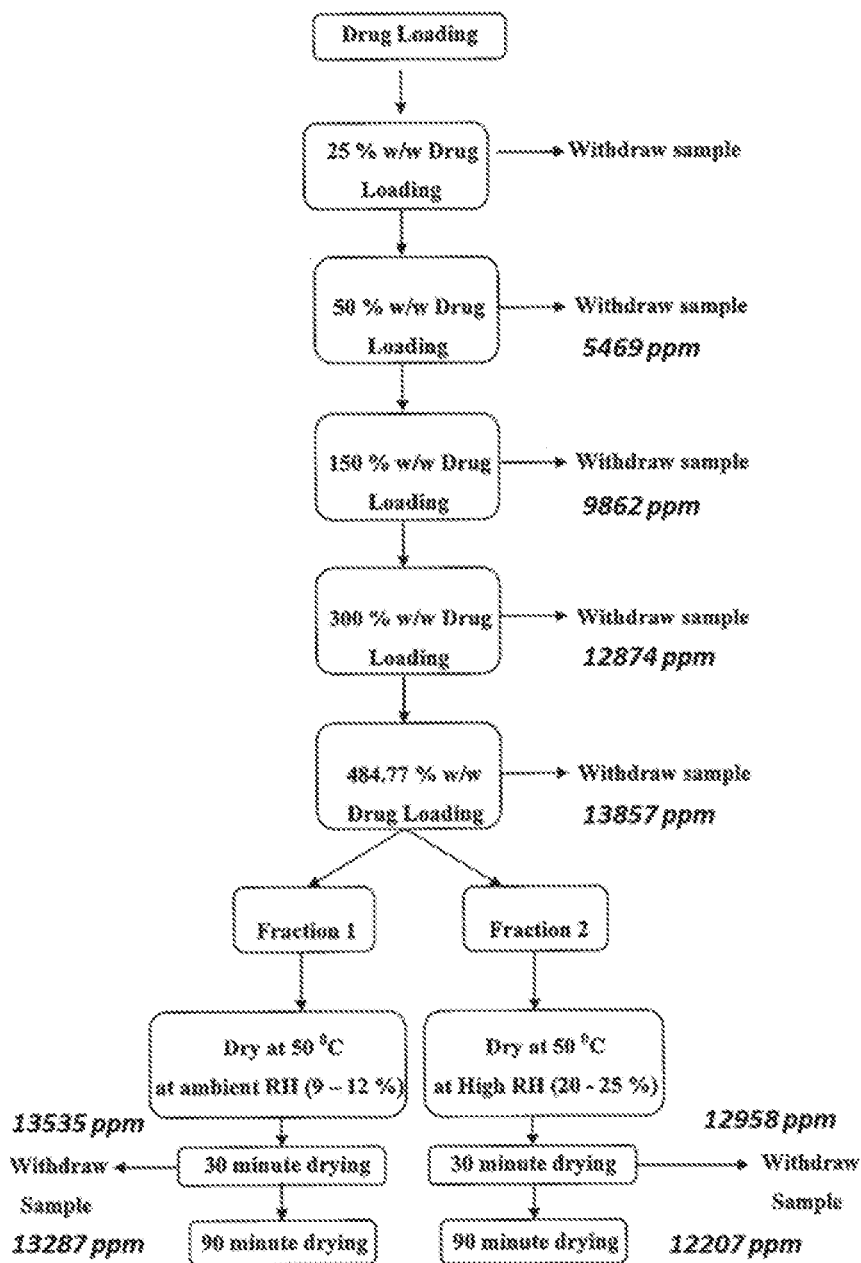 Drug Loading
25 % w/w Drug
Loading
Withdraw sample
50 % w/w Drug
Loading
Withdraw sample
5469 ppm
150 % w/w Drug
Loading
Withdraw sample
9862 ppm
300 % w/w Drug
Loading
Withdraw sample
12874 ppm
484.77 % w/w
Drug Loading
Withdraw sample
13857 ppm
Fraction 1
Fraction 2
Dry at 50 ⁰C
at ambient RH (9 – 12 %)
Dry at 50 ⁰C
at High RH (20 - 25 %)
13535 ppm
12958 ppm
Withdraw
Sample
30 minute drying
30 minute drying
Withdraw
Sample
13287 ppm
90 minute drying
90 minute drying
12207 ppm